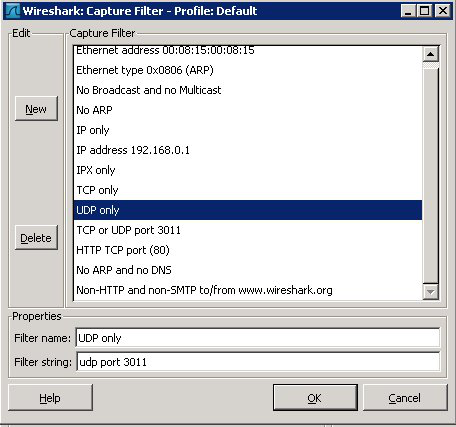 Wireshark: Capture Filter - Profile: Default
Edit
Capture Filter
Ethernet address 00:08:15:00:08:15
Ethernet type 0x0806 (ARP)
No Broadcast and no Multicast
New
No ARP
IP only
IP address 192.168.0.1
IPX only
TCP only
UDP only
Delete
TCP or UDP port 3011
HTTP TCP port (80)
No ARP and no DNS
Non-HTTP and non-SMTP to/from www.wireshark.org
Properties
Filter name: UDP only
Filter string: udp port 3011
Help
OK
Cancel